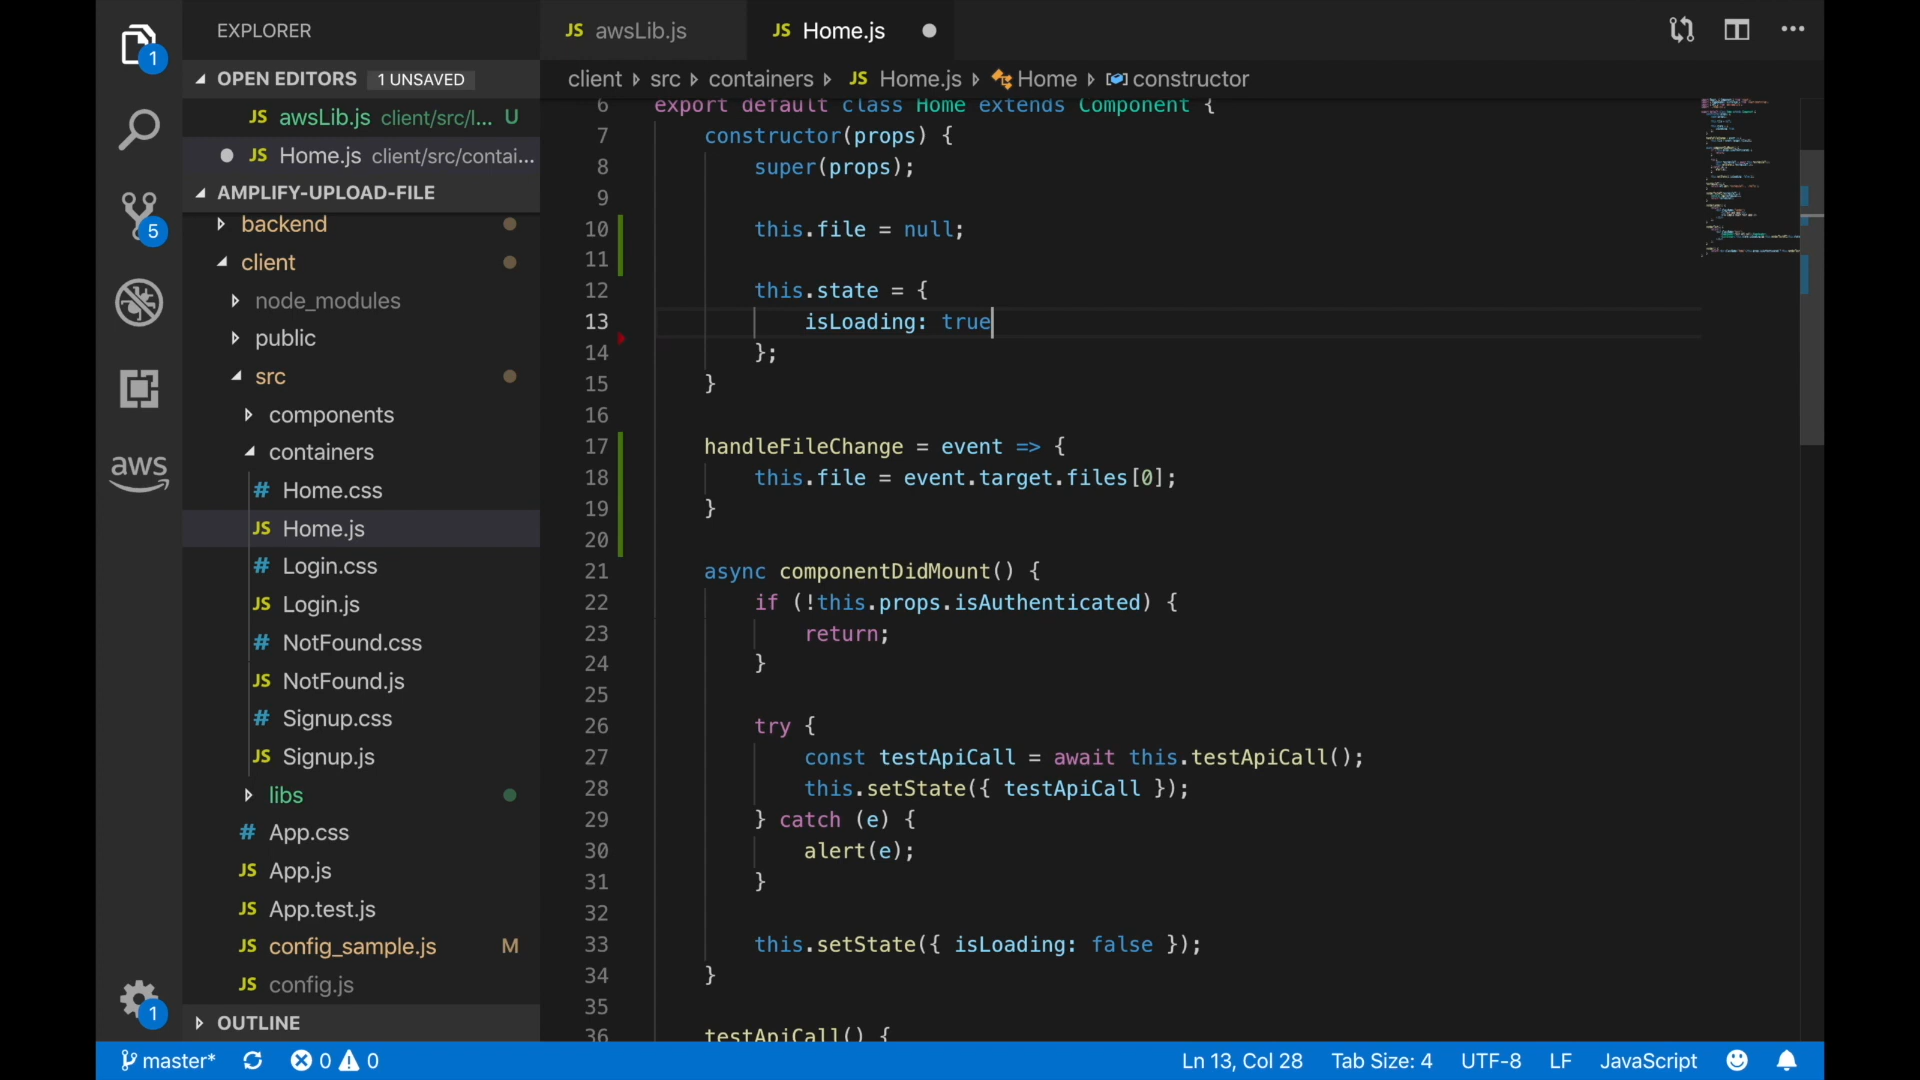 EXPLORER
OPEN EDITORS 1 UNSAVED
JS awsLib.js client/src/l... U
JS Home.js client/src/contai...
AMPLIFY-UPLOAD-FILE
backend
client
node_modules
public
src
components
containers
# Home.css
JS Home.js
# Login.css
JS Login.js
# NotFound.css
JS NotFound.js
# Signup.css
JS Signup.js
libs
# App.css
JS App.js
JS App.test.js
JS config_sample.js M
JS config.js
OUTLINE
1
5
aws
1
JS awsLib.js
JS Home.js
client src containers JS Home.js Home constructor
6 export default class Home extends Component {
7 constructor(props) {
8 super(props);
9
10 this.file = null;
11
12 this.state = {
13 isLoading: true
14 };
15 }
16
17 handleFileChange = event => {
18 this.file = event.target.files[0];
19 }
20
21 async componentDidMount() {
22 if (!this.props.isAuthenticated) {
23 return;
24 }
25
26 try {
27 const testApiCall = await this.testApiCall();
28 this.setState({ testApiCall });
29 } catch (e) {
30 alert(e);
31 }
32
33 this.setState({ isLoading: false });
34 }
35
36 testApiCall() {
master* 0 0 Ln 13, Col 28 Tab Size: 4 UTF-8 LF JavaScript